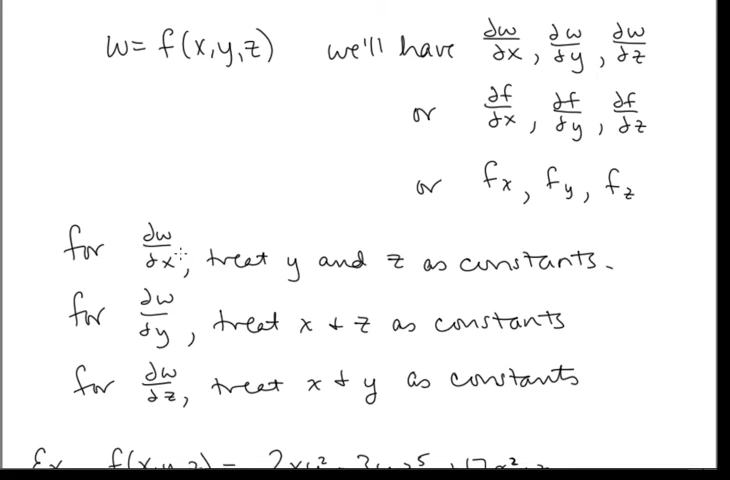 w = f(x,y,z) we'll have ∂w/∂x, ∂w/∂y, ∂w/∂z
or ∂f/∂x, ∂f/∂y, ∂f/∂z
or fx, fy, fz
for ∂w/∂x, treat y and z as constants.
for ∂w/∂y, treat x + z as constants
for ∂w/∂z, treat x + y as constants
Ex f(x,y,z) =